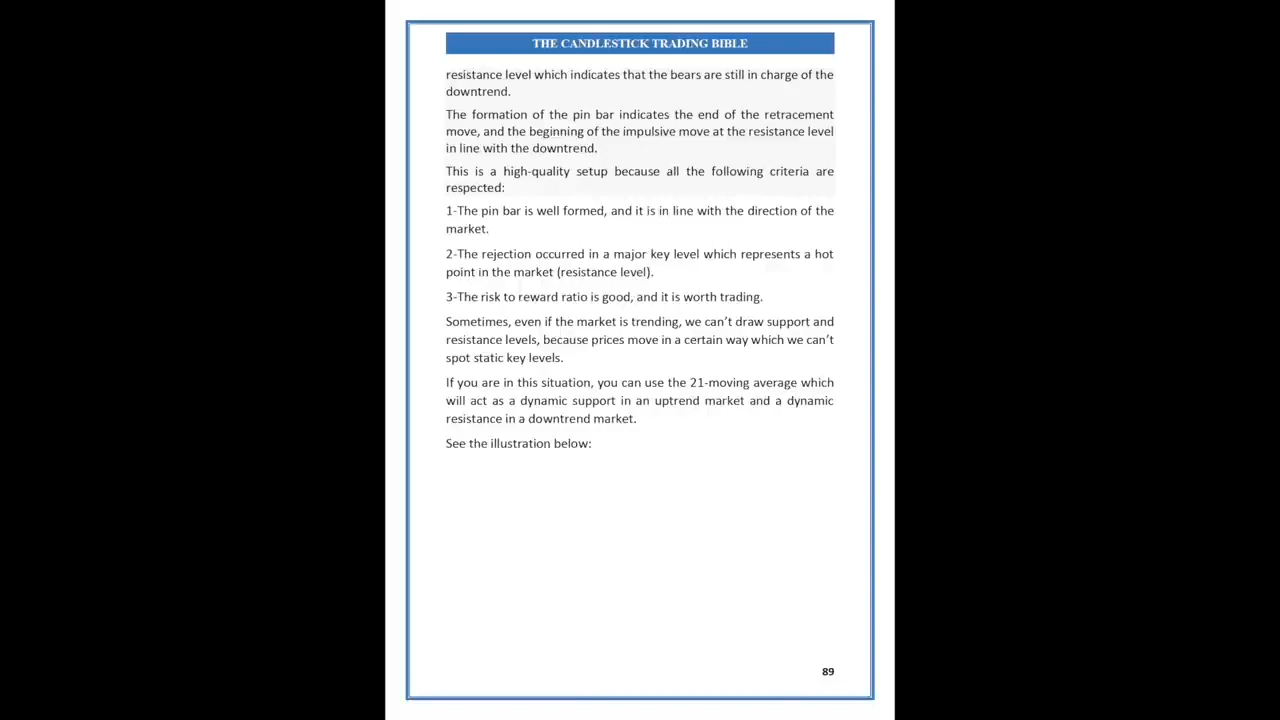 THE CANDLESTICK TRADING BIBLE
resistance level which indicates that the bears are still in charge of the
downtrend.
The formation of the pin bar indicates the end of the retracement
move, and the beginning of the impulsive move at the resistance level
in line with the downtrend.
This is a high-quality setup because all the following criteria are
respected:
1-The pin bar is well formed, and it is in line with the direction of the
market.
2-The rejection occurred in a major key level which represents a hot
point in the market (resistance level).
3-The risk to reward ratio is good, and it is worth trading.
Sometimes, even if the market is trending, we can’t draw support and
resistance levels, because prices move in a certain way which we can’t
spot static key levels.
If you are in this situation, you can use the 21-moving average which
will act as a dynamic support in an uptrend market and a dynamic
resistance in a downtrend market.
See the illustration below:
89